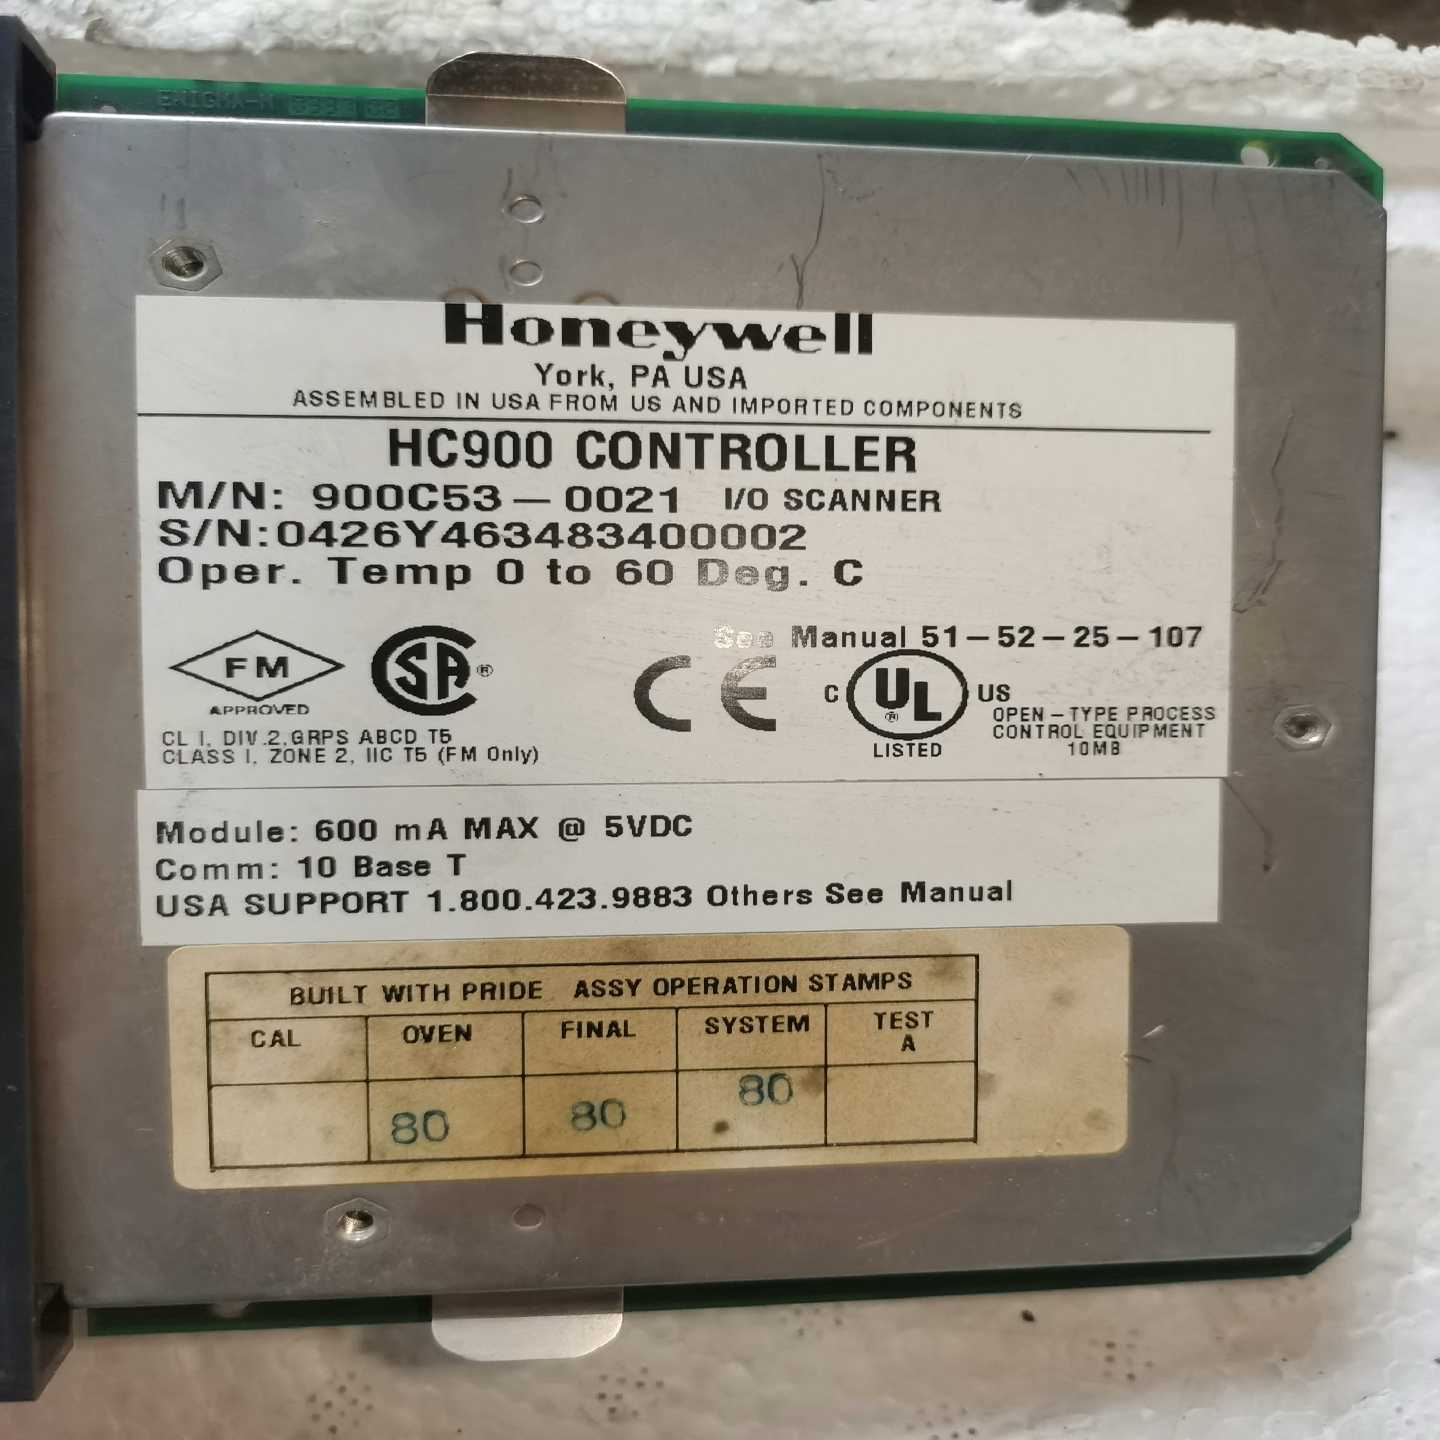 ENIGMA-M
Honeywell
York, PA USA
ASSEMBLED IN USA FROM US AND IMPORTED COMPONENTS
HC900 CONTROLLER
M/N: 900C53-0021 I/O SCANNER
S/N:0426Y463483400002
Oper. Temp 0 to 60 Deg. C
See Manual 51-52-25-107
FM
APPROVED
CL I, DIV.2,GRPS ABCD T5
CLASS I, ZONE 2, IIC T5 (FM Only)
SA ®
CE
C UL ® US
LISTED
OPEN-TYPE PROCESS
CONTROL EQUIPMENT
10MB
Module: 600 mA MAX @ 5VDC
Comm: 10 Base T
USA SUPPORT 1.800.423.9883 Others See Manual
BUILT WITH PRIDE ASSY OPERATION STAMPS
CAL OVEN FINAL SYSTEM TEST A
80 80 80